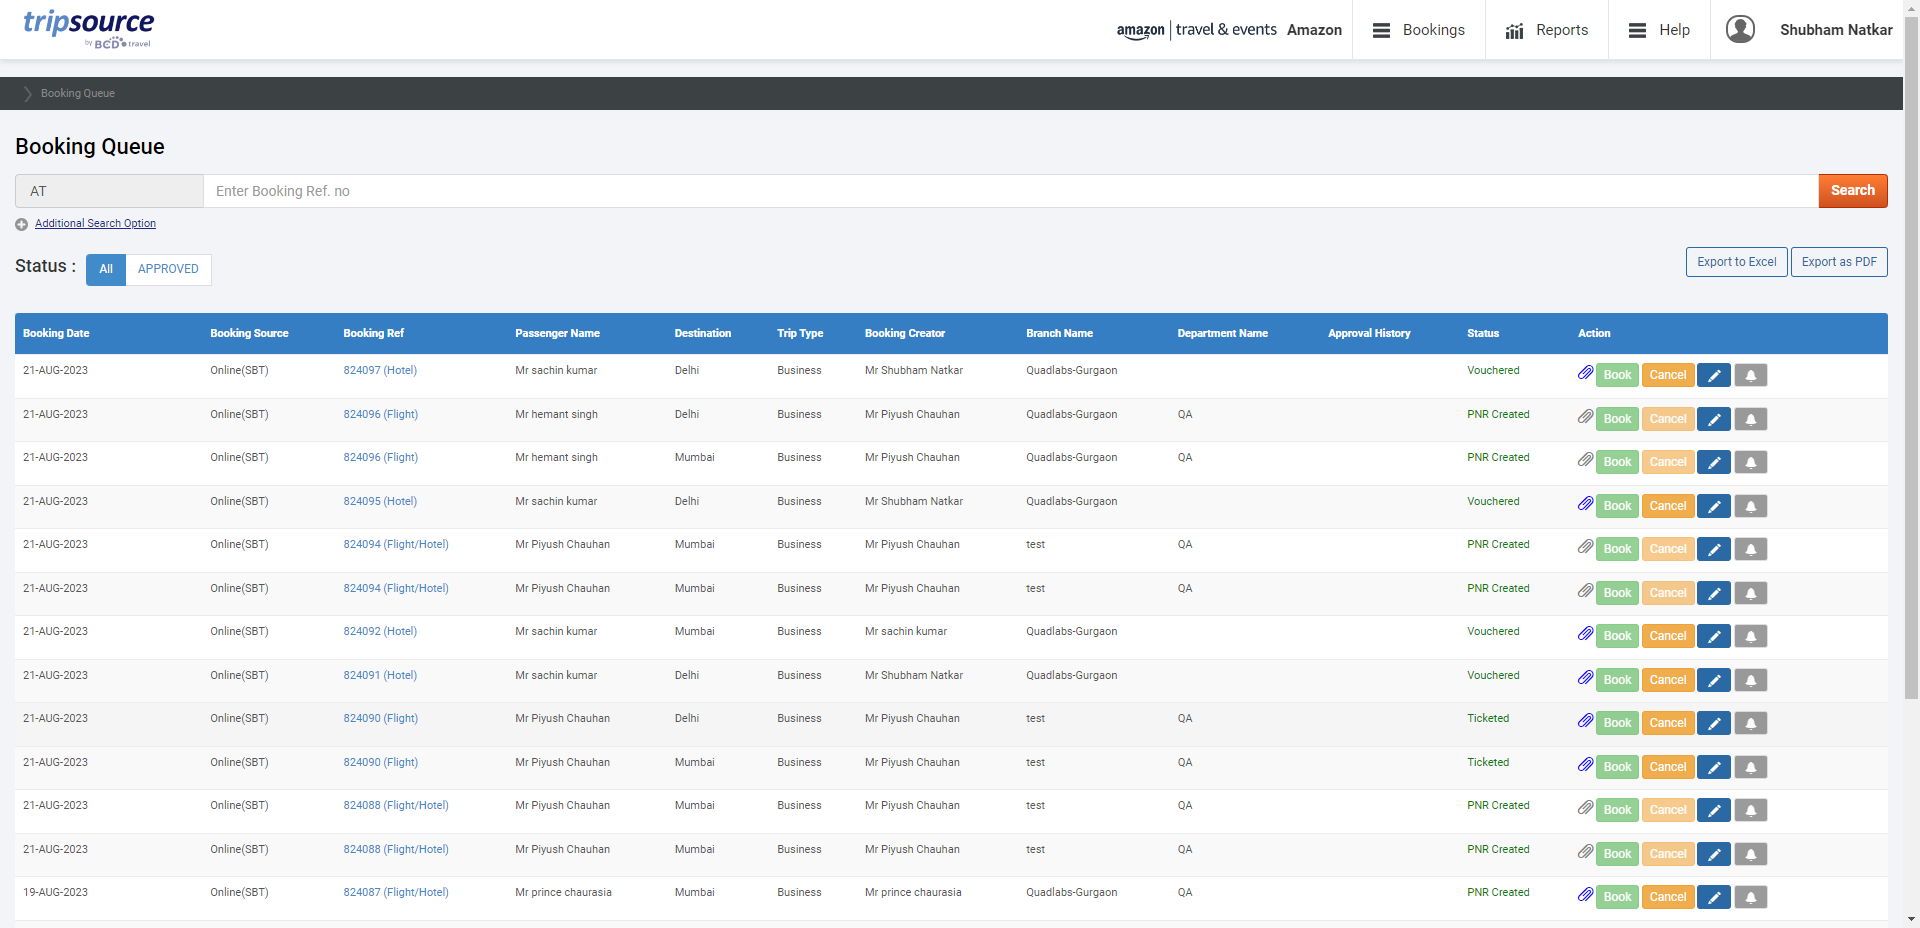 tripsource
by BCD travel
amazon | travel & events Amazon Bookings Reports Help Shubham Natkar
Booking Queue
Booking Queue
AT Enter Booking Ref. no Search
Additional Search Option
Status : All APPROVED Export to Excel Export as PDF
Booking Date Booking Source Booking Ref Passenger Name Destination Trip Type Booking Creator Branch Name Department Name Approval History Status Action
21-AUG-2023 Online(SBT) 824097 (Hotel) Mr sachin kumar Delhi Business Mr Shubham Natkar Quadlabs-Gurgaon Vouchered Book Cancel
21-AUG-2023 Online(SBT) 824096 (Flight) Mr hemant singh Delhi Business Mr Piyush Chauhan Quadlabs-Gurgaon QA PNR Created Book Cancel
21-AUG-2023 Online(SBT) 824096 (Flight) Mr hemant singh Mumbai Business Mr Piyush Chauhan Quadlabs-Gurgaon QA PNR Created Book Cancel
21-AUG-2023 Online(SBT) 824095 (Hotel) Mr sachin kumar Delhi Business Mr Shubham Natkar Quadlabs-Gurgaon Vouchered Book Cancel
21-AUG-2023 Online(SBT) 824094 (Flight/Hotel) Mr Piyush Chauhan Mumbai Business Mr Piyush Chauhan test QA PNR Created Book Cancel
21-AUG-2023 Online(SBT) 824094 (Flight/Hotel) Mr Piyush Chauhan Mumbai Business Mr Piyush Chauhan test QA PNR Created Book Cancel
21-AUG-2023 Online(SBT) 824092 (Hotel) Mr sachin kumar Mumbai Business Mr sachin kumar Quadlabs-Gurgaon Vouchered Book Cancel
21-AUG-2023 Online(SBT) 824091 (Hotel) Mr sachin kumar Delhi Business Mr Shubham Natkar Quadlabs-Gurgaon Vouchered Book Cancel
21-AUG-2023 Online(SBT) 824090 (Flight) Mr Piyush Chauhan Delhi Business Mr Piyush Chauhan test QA Ticketed Book Cancel
21-AUG-2023 Online(SBT) 824090 (Flight) Mr Piyush Chauhan Mumbai Business Mr Piyush Chauhan test QA Ticketed Book Cancel
21-AUG-2023 Online(SBT) 824088 (Flight/Hotel) Mr Piyush Chauhan Mumbai Business Mr Piyush Chauhan test QA PNR Created Book Cancel
21-AUG-2023 Online(SBT) 824088 (Flight/Hotel) Mr Piyush Chauhan Mumbai Business Mr Piyush Chauhan test QA PNR Created Book Cancel
19-AUG-2023 Online(SBT) 824087 (Flight/Hotel) Mr prince chaurasia Mumbai Business Mr prince chaurasia Quadlabs-Gurgaon QA PNR Created Book Cancel